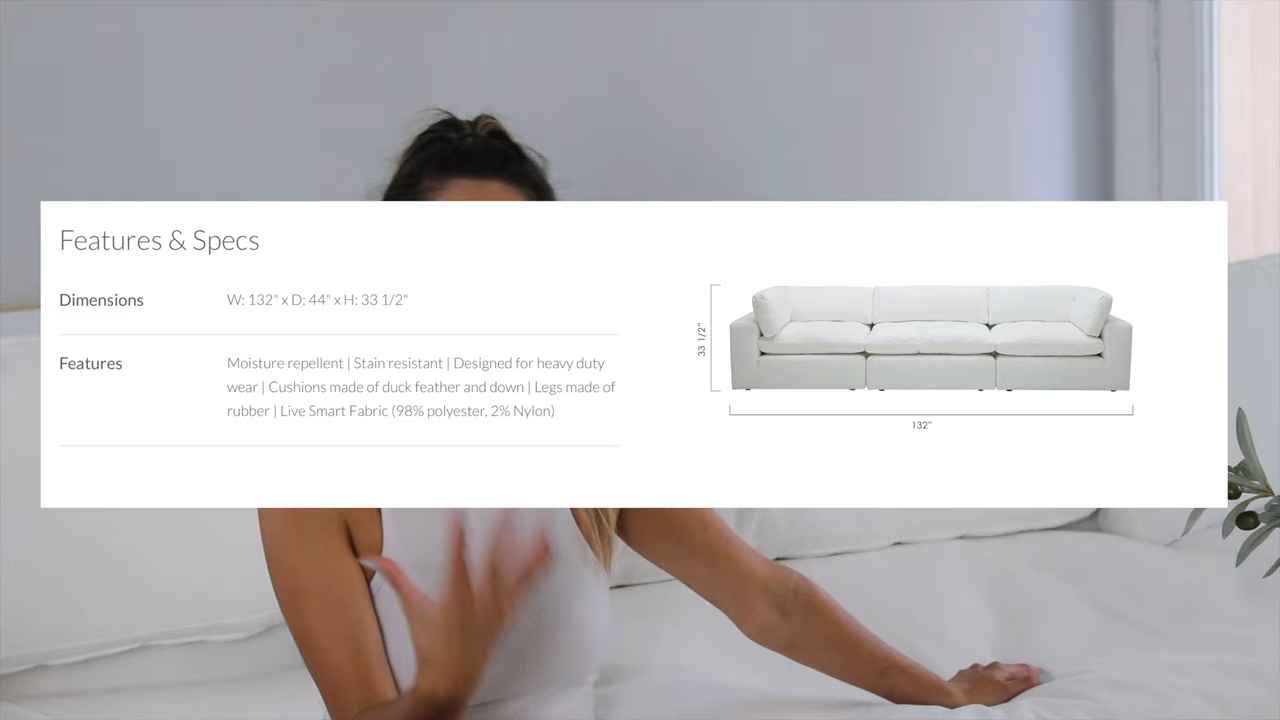 Features & Specs
Dimensions
W: 132" x D: 44" x H: 33 1/2"
Features
Moisture repellent | Stain resistant | Designed for heavy duty
wear | Cushions made of duck feather and down | Legs made of
rubber | Live Smart Fabric (98% polyester, 2% Nylon)
33 1/2"
132"